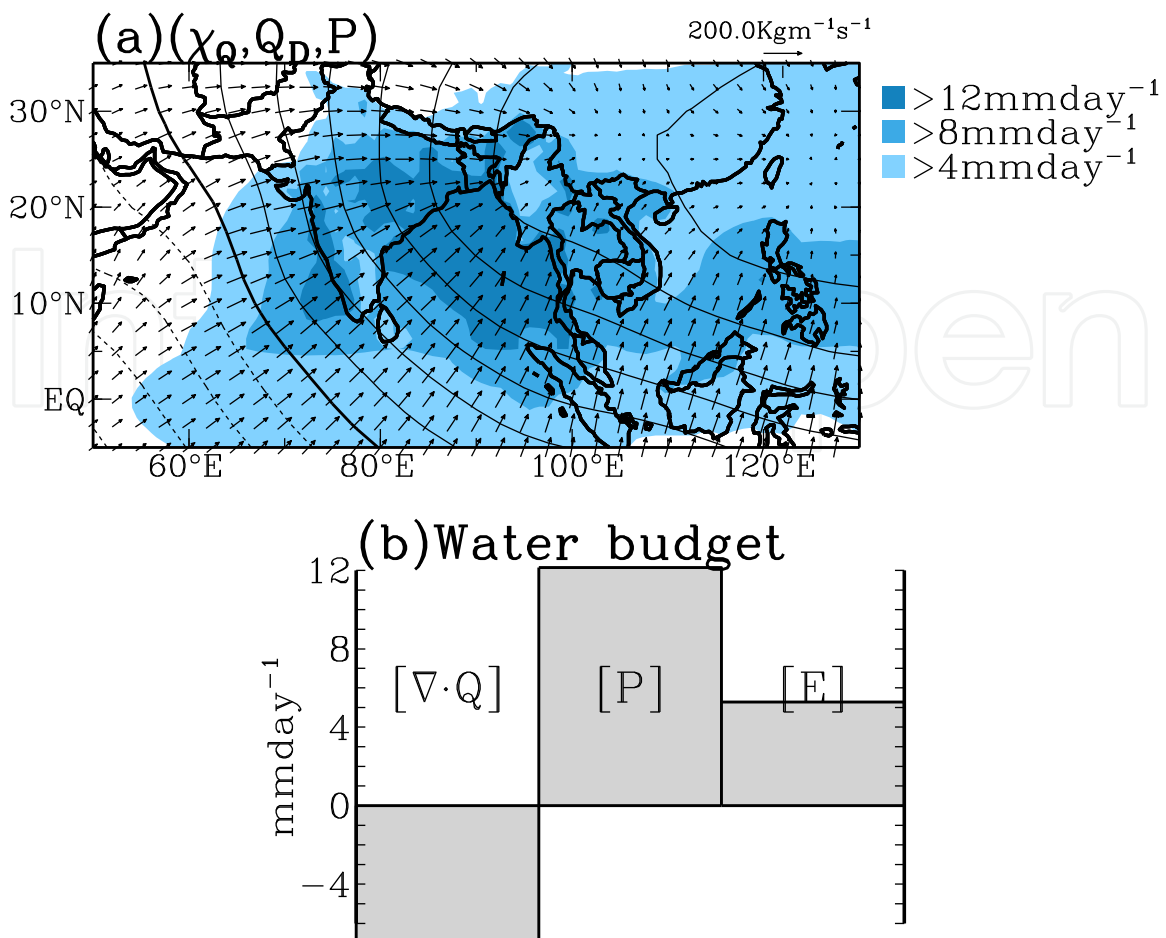 (a)(χQ,QD,P)
200.0Kgm⁻¹s⁻¹
>12mmday⁻¹
>8mmday⁻¹
>4mmday⁻¹
30°N
20°N
10°N
EQ
60°E 80°E 100°E 120°E
(b)Water budget
12
8
4
0
−4
mmday⁻¹
[∇·Q] [P] [E]